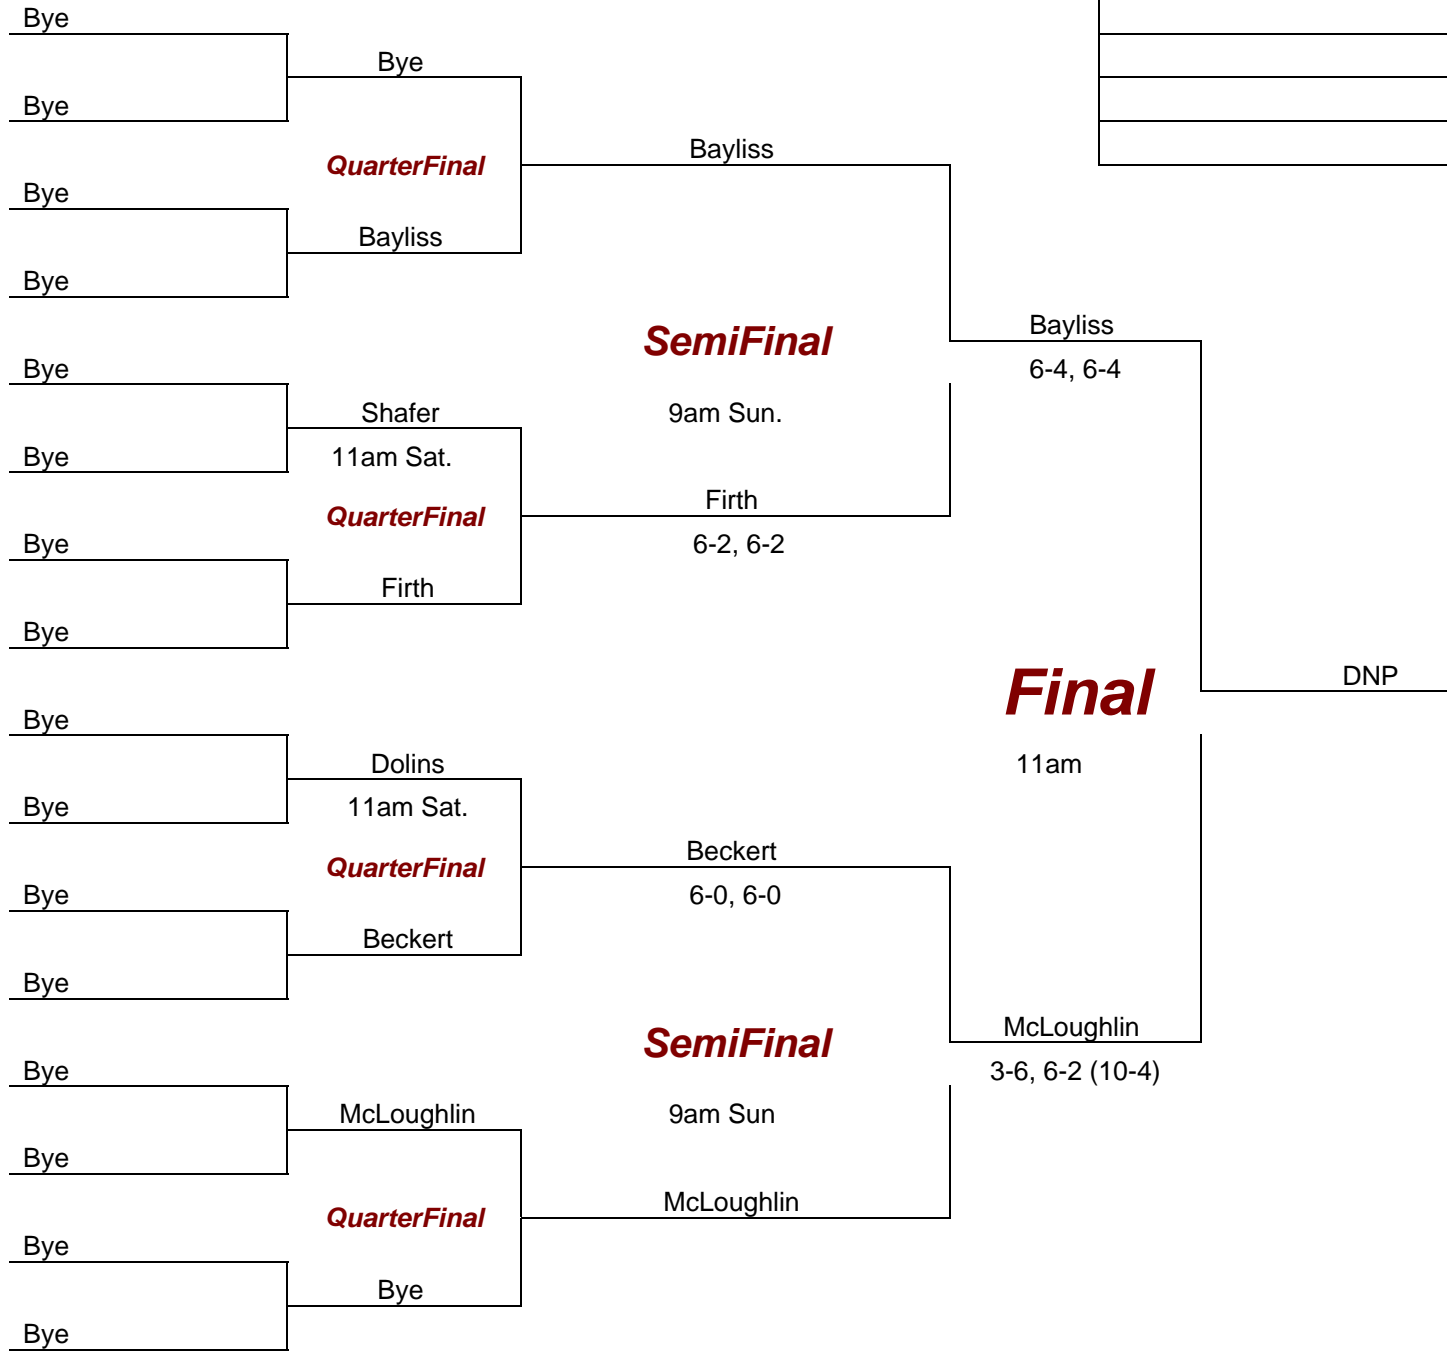 Bye
Bye
Bye
Bayliss
QuarterFinal
Bye
Bayliss
Bye
Bayliss
SemiFinal
6-4, 6-4
Bye
Shafer
9am Sun.
Bye
11am Sat.
Firth
QuarterFinal
Bye
6-2, 6-2
Firth
Bye
Final
DNP
Bye
Dolins
11am
Bye
11am Sat.
Beckert
QuarterFinal
Bye
6-0, 6-0
Beckert
Bye
McLoughlin
SemiFinal
Bye
3-6, 6-2 (10-4)
McLoughlin
9am Sun
Bye
McLoughlin
QuarterFinal
Bye
Bye
Bye